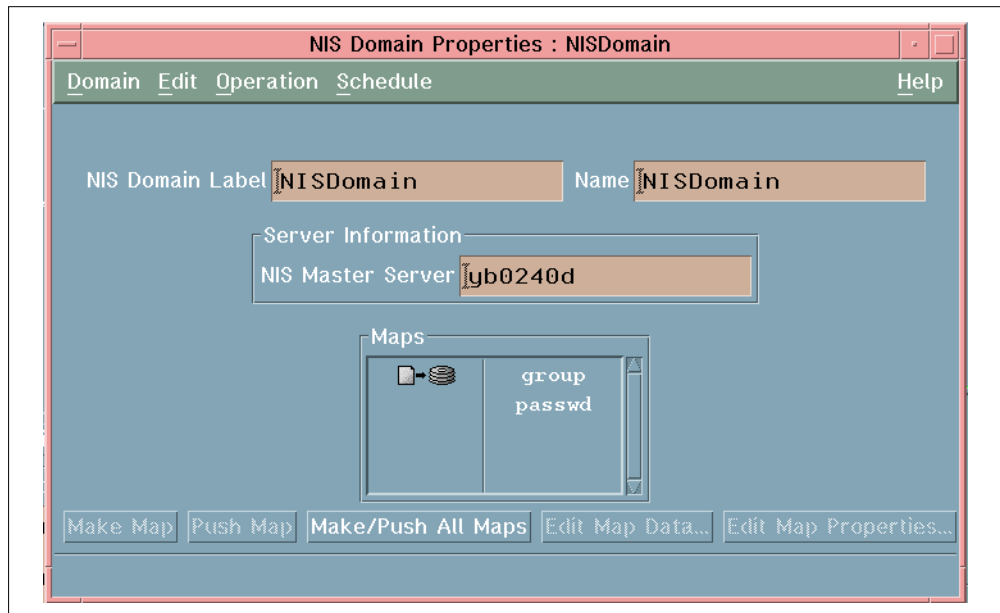 NIS Domain Properties : NISDomain
Domain Edit Operation Schedule Help
NIS Domain Label NISDomain Name NISDomain
Server Information
NIS Master Server yb0240d
Maps
group
passwd
Make Map Push Map Make/Push All Maps Edit Map Data... Edit Map Properties...